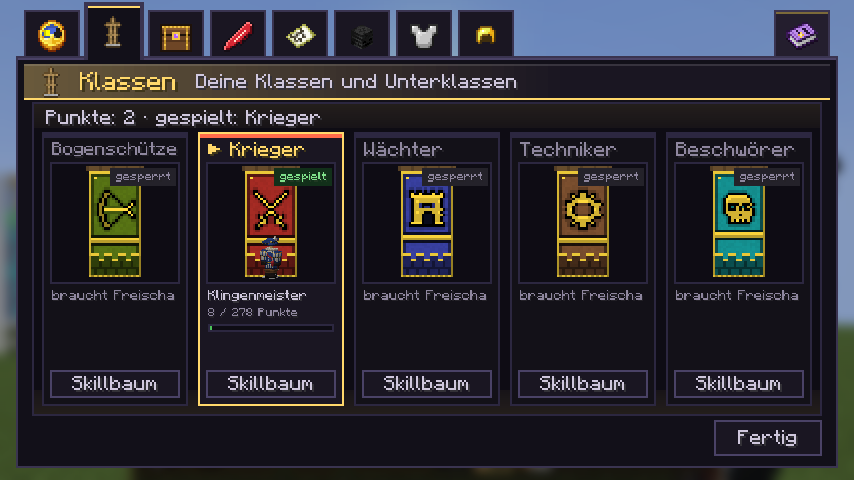 Klassen Deine Klassen und Unterklassen
Punkte: 2 · gespielt: Krieger
Bogenschütze
gesperrt
braucht Freischa
Skillbaum
► Krieger
gespielt
Klingenmeister
8 / 278 Punkte
Skillbaum
Wächter
gesperrt
braucht Freischa
Skillbaum
Techniker
gesperrt
braucht Freischa
Skillbaum
Beschwörer
gesperrt
braucht Freischa
Skillbaum
Fertig